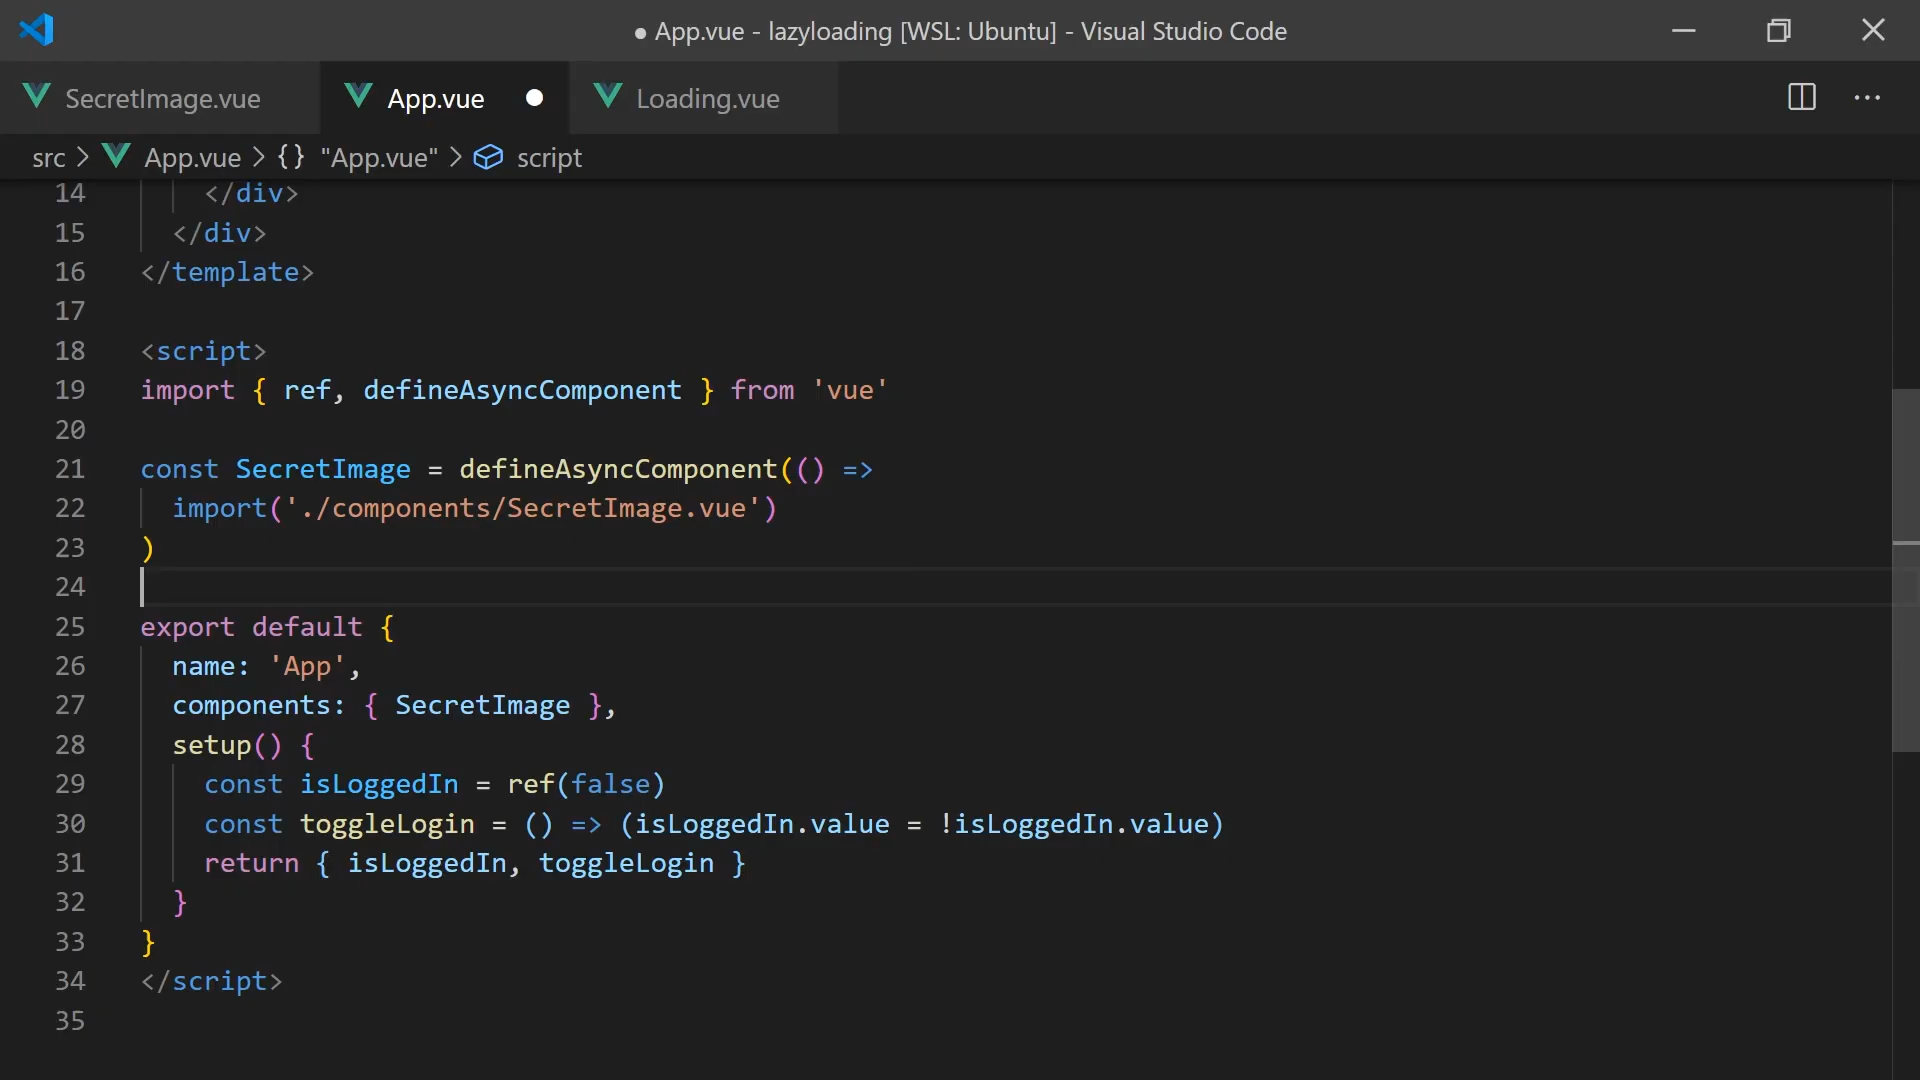 ● App.vue - lazyloading [WSL: Ubuntu] - Visual Studio Code
SecretImage.vue App.vue ● Loading.vue ···
src > App.vue > {} "App.vue" > script
14 </div>
15 </div>
16 </template>
17
18 <script>
19 import { ref, defineAsyncComponent } from 'vue'
20
21 const SecretImage = defineAsyncComponent(() =>
22 import('./components/SecretImage.vue')
23 )
24
25 export default {
26 name: 'App',
27 components: { SecretImage },
28 setup() {
29 const isLoggedIn = ref(false)
30 const toggleLogin = () => (isLoggedIn.value = !isLoggedIn.value)
31 return { isLoggedIn, toggleLogin }
32 }
33 }
34 </script>
35